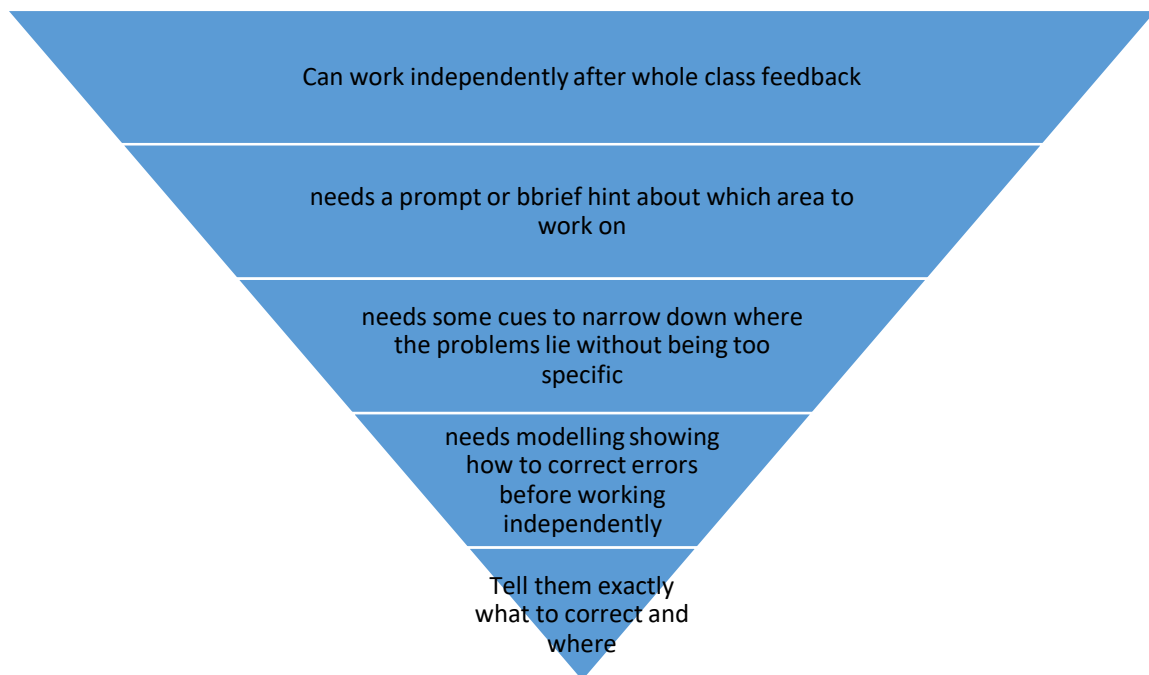 Can work independently after whole class feedback
needs a prompt or bbrief hint about which area to
work on
needs some cues to narrow down where
the problems lie without being too
specific
needs modelling showing
how to correct errors
before working
independently
Tell them exactly
what to correct and
where